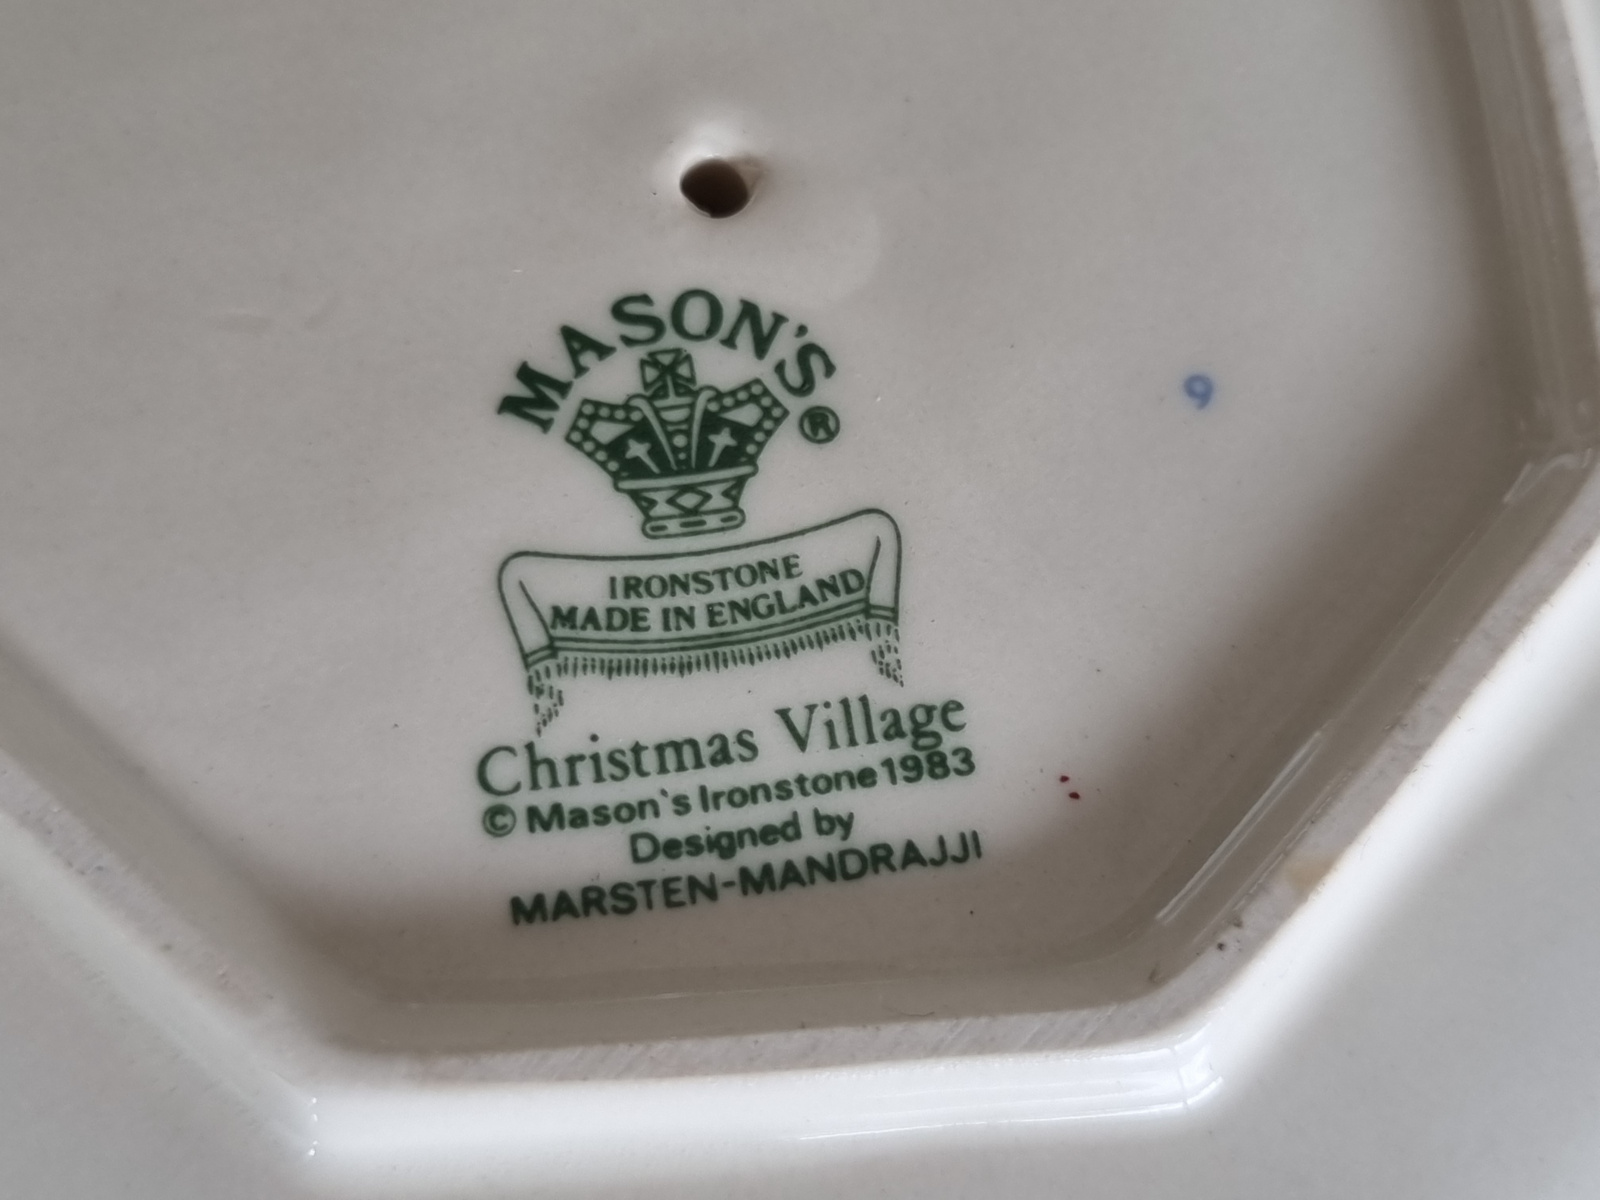 MASON'S®
IRONSTONE
MADE IN ENGLAND
9
Christmas Village
© Mason's Ironstone 1983
Designed by
MARSTEN-MANDRAJJI